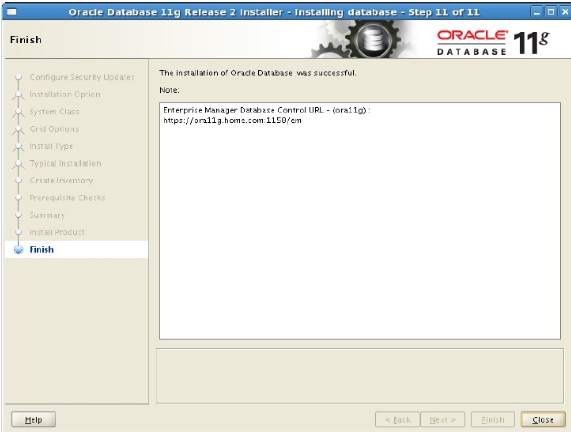 Oracle Database 11g Release 2 Installer - Installing database - Step 11 of 11
Finish
ORACLE
DATABASE
11g
Configure Security Updates
Installation Option
System Class
Grid Options
Install Type
Typical Installation
Create Inventory
Prerequisite Checks
Summary
Install Product
Finish
The installation of Oracle Database was successful.
Note:
Enterprise Manager Database Control URL - (ora11g) :
https://ora11g.home.com:1158/em
Help
< Back
Next >
Finish
Close